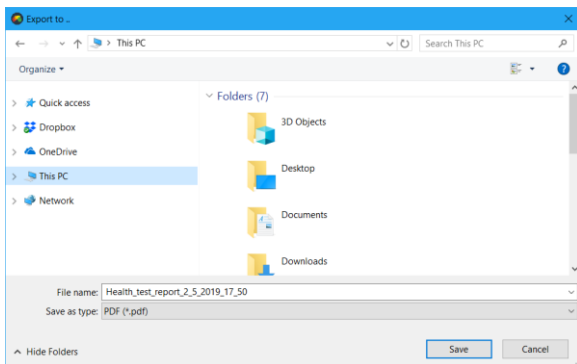 Export to ..
This PC
Search This PC
Organize
Quick access
Dropbox
OneDrive
This PC
Network
Folders (7)
3D Objects
Desktop
Documents
Downloads
File name: Health_test_report_2_5_2019_17_50
Save as type: PDF (*.pdf)
Hide Folders
Save
Cancel